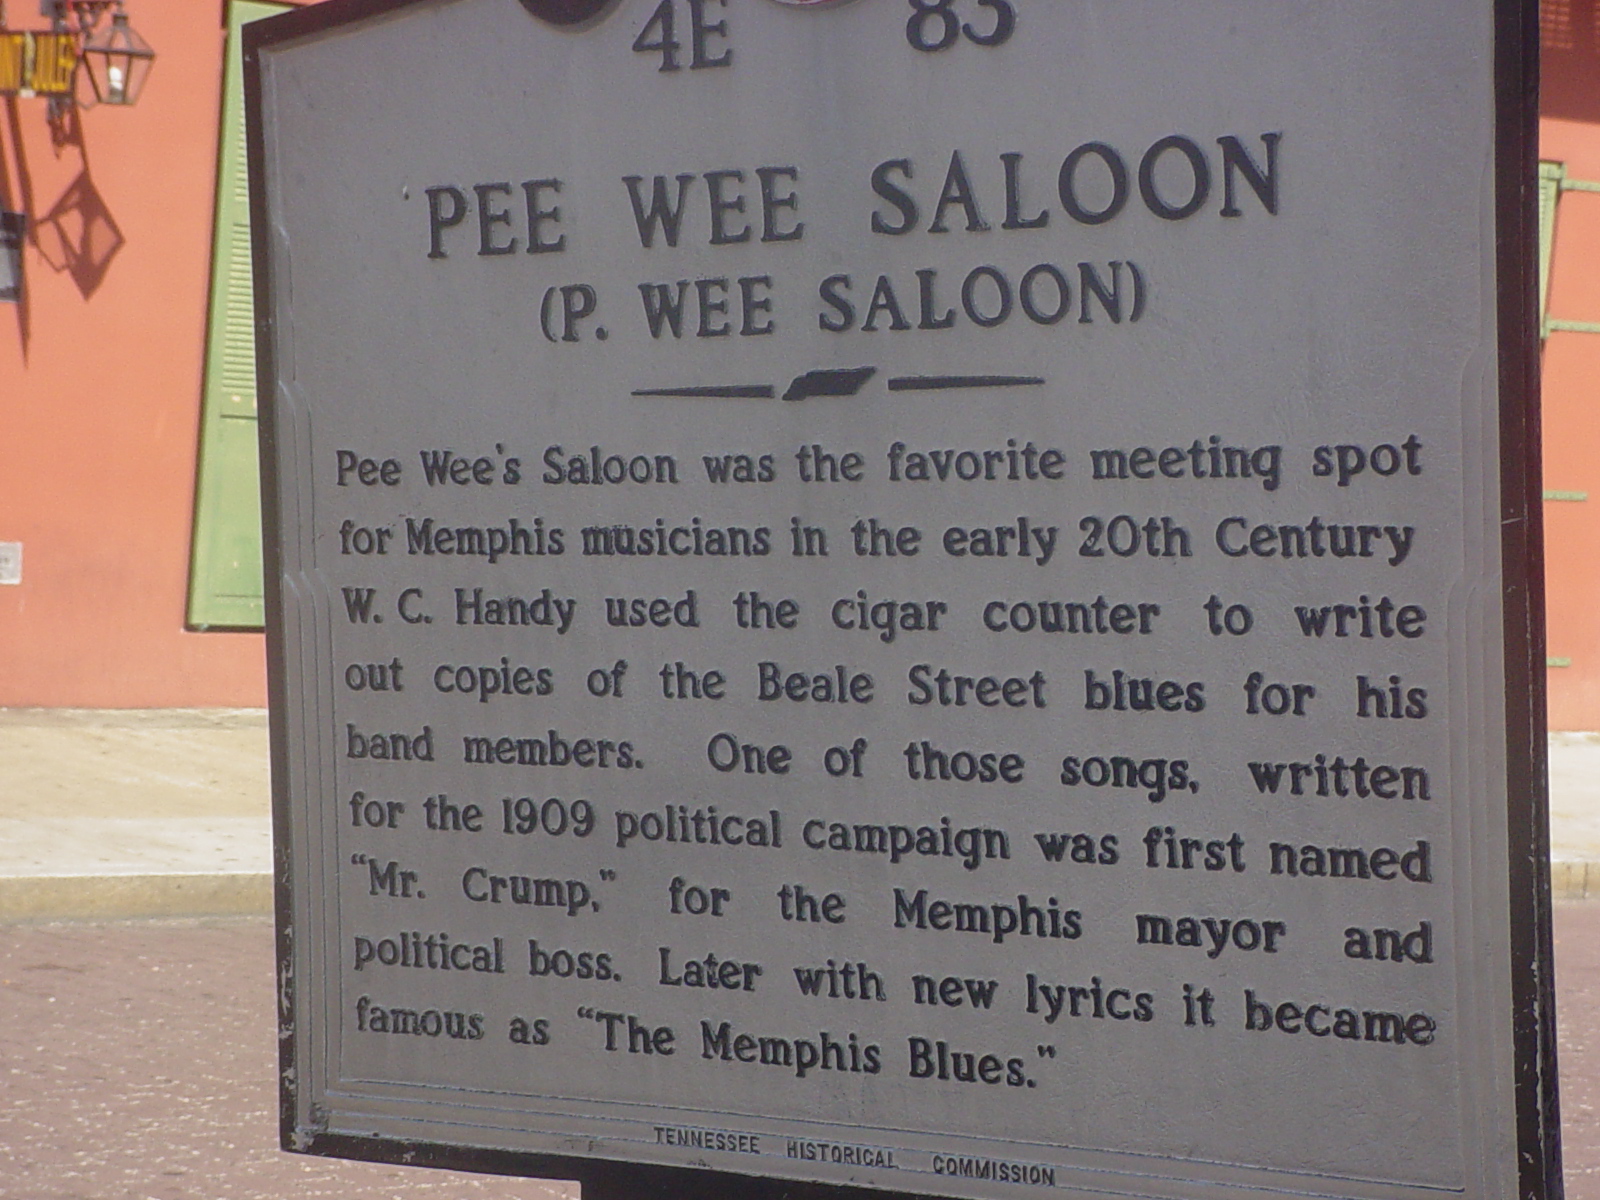 4E 83
PEE WEE SALOON
(P. WEE SALOON)
Pee Wee's Saloon was the favorite meeting spot
for Memphis musicians in the early 20th Century
W. C. Handy used the cigar counter to write
out copies of the Beale Street blues for his
band members. One of those songs, written
for the 1909 political campaign was first named
“Mr. Crump,” for the Memphis mayor and
political boss. Later with new lyrics it became
famous as “The Memphis Blues.”
TENNESSEE HISTORICAL COMMISSION